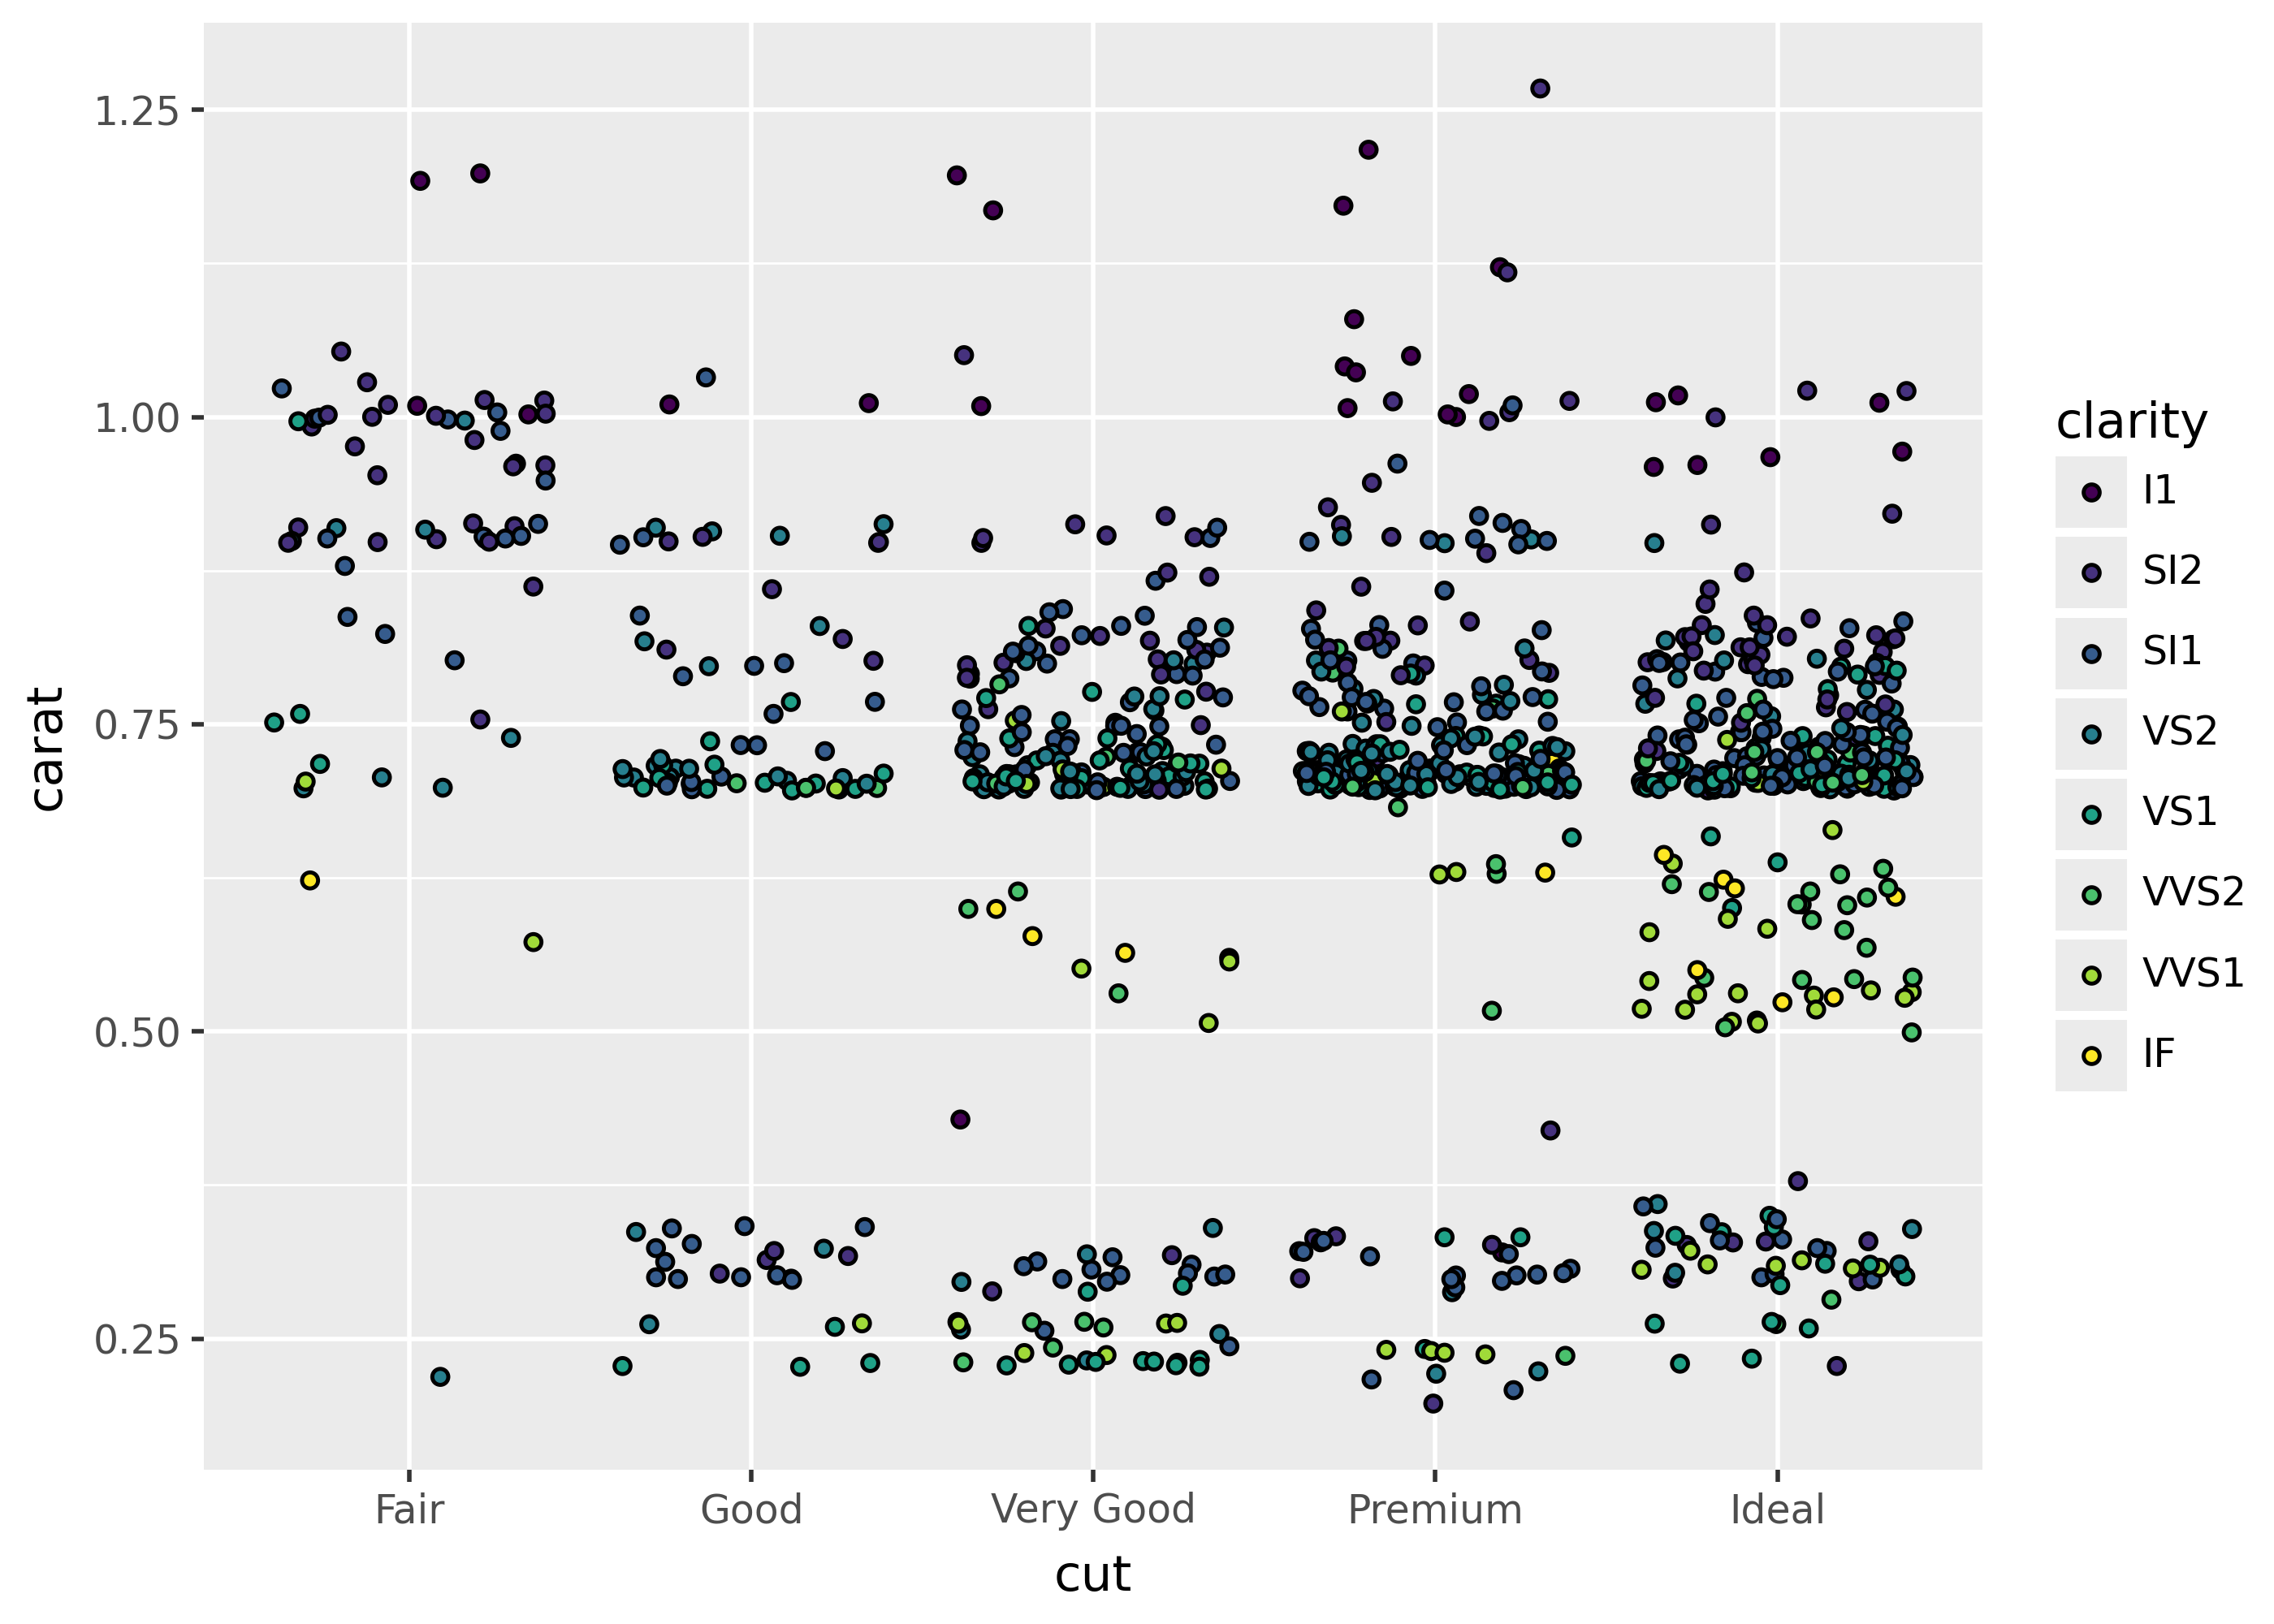 carat
1.25
1.00
0.75
0.50
0.25
Fair
Good
Very Good
Premium
Ideal
cut
clarity
I1
SI2
SI1
VS2
VS1
VVS2
VVS1
IF